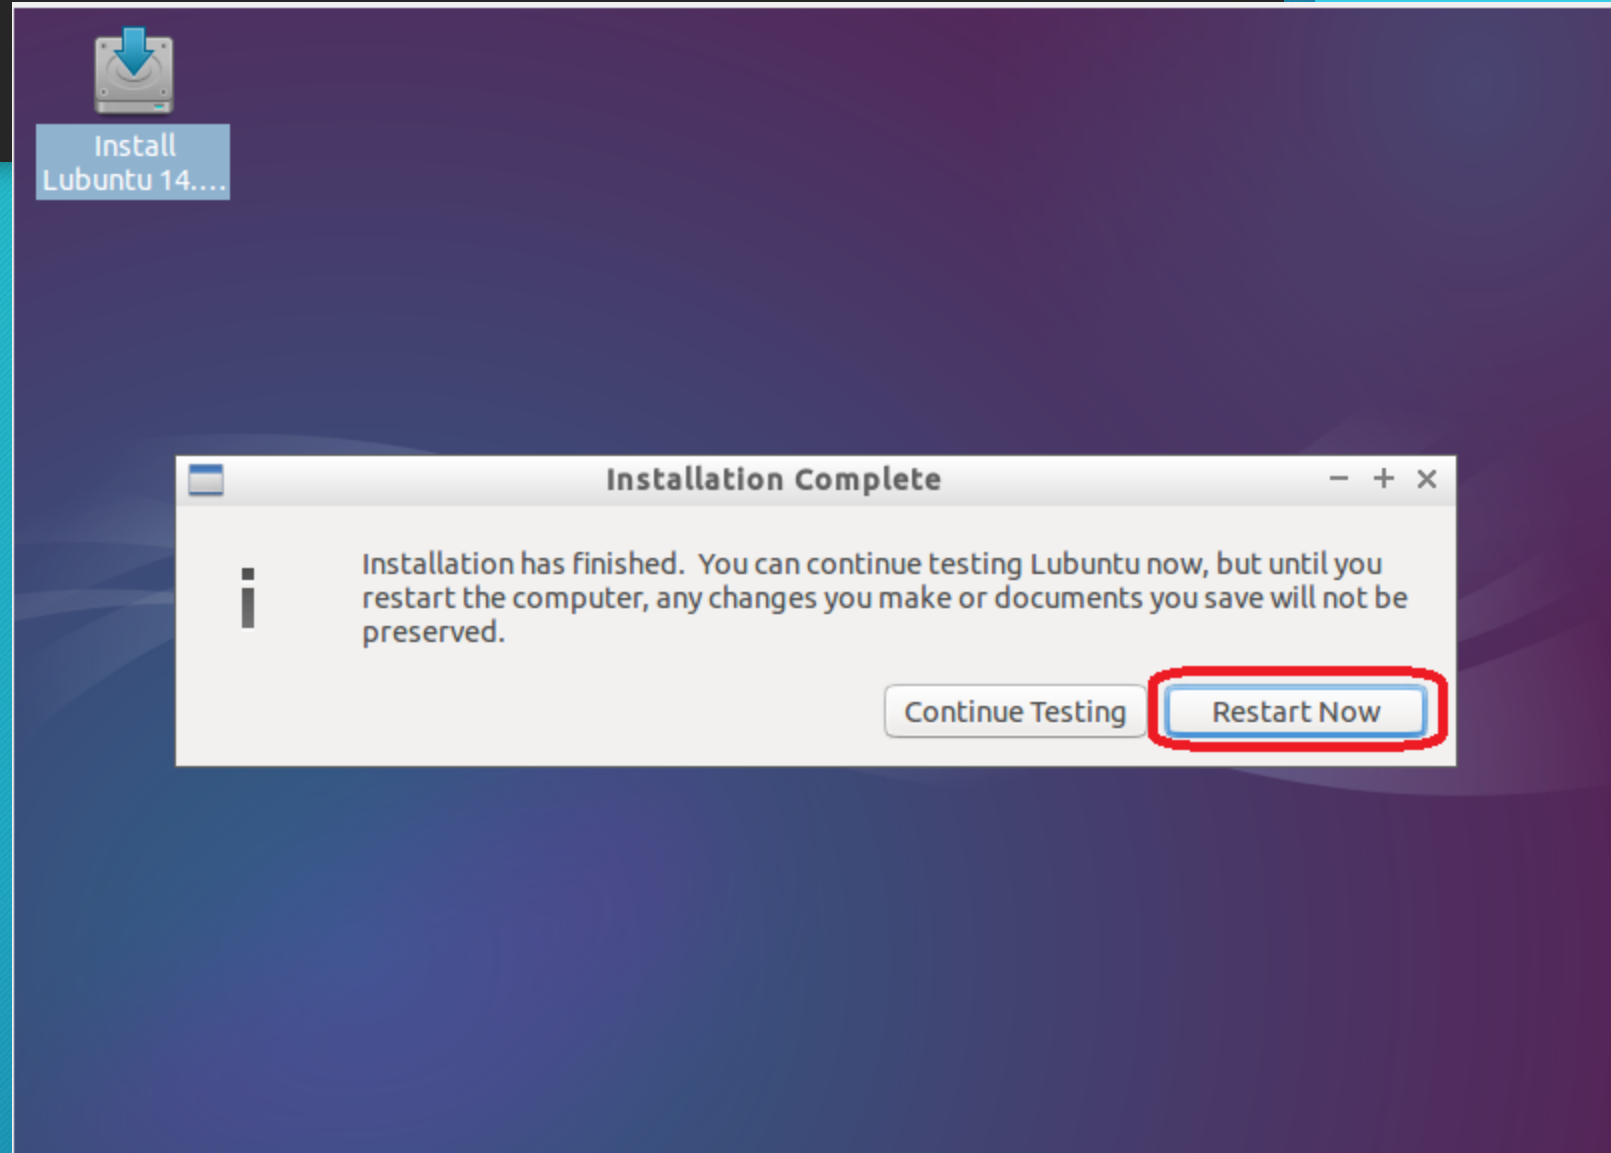 Install
Lubuntu 14....
Installation Complete
Installation has finished.  You can continue testing Lubuntu now, but until you
restart the computer, any changes you make or documents you save will not be
preserved.
Continue Testing
Restart Now